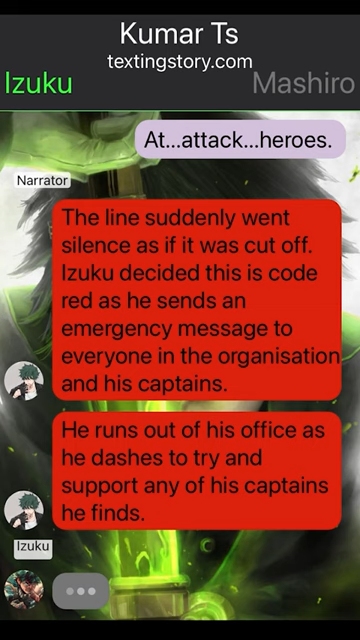 Kumar Ts
textingstory.com
Izuku
Mashiro
At...attack...heroes.
Narrator
The line suddenly went
silence as if it was cut off.
Izuku decided this is code
red as he sends an
emergency message to
everyone in the organisation
and his captains.
He runs out of his office as
he dashes to try and
support any of his captains
he finds.
Izuku